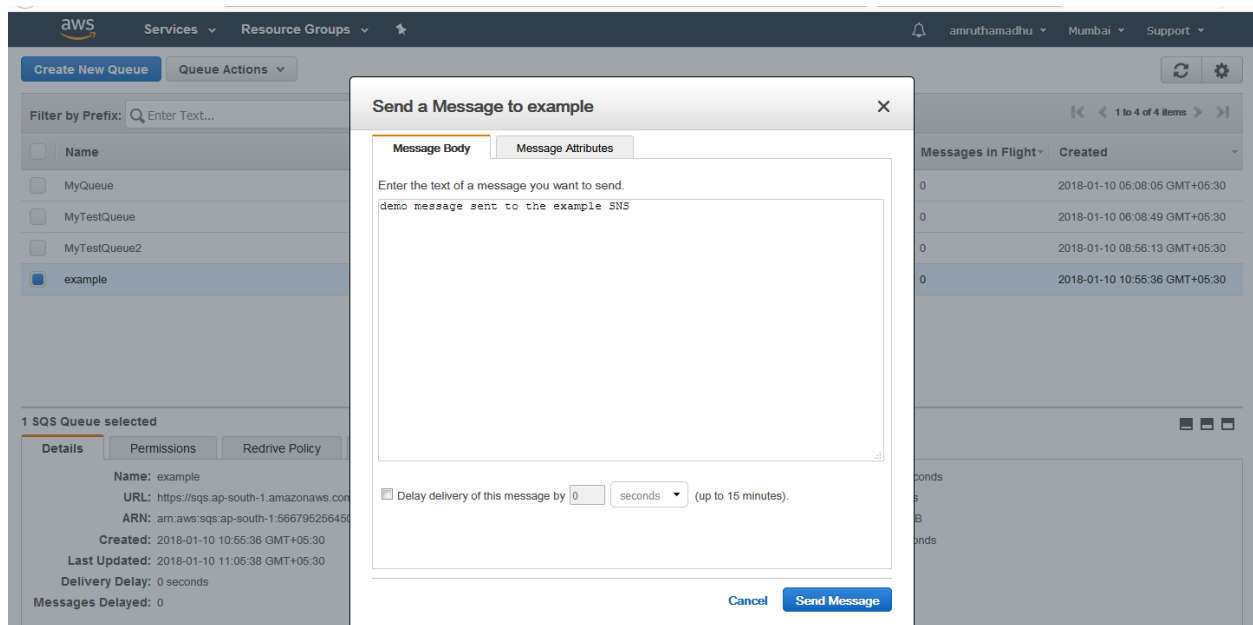 aws Services Resource Groups amruthamadhu Mumbai Support
Create New Queue Queue Actions
Filter by Prefix: Enter Text... 1 to 4 of 4 items
Name Messages in Flight Created
MyQueue 0 2018-01-10 05:08:05 GMT+05:30
MyTestQueue 0 2018-01-10 06:08:49 GMT+05:30
MyTestQueue2 0 2018-01-10 08:56:13 GMT+05:30
example 0 2018-01-10 10:55:36 GMT+05:30
Send a Message to example
Message Body Message Attributes
Enter the text of a message you want to send.
demo message sent to the example SNS
Delay delivery of this message by 0 seconds (up to 15 minutes).
Cancel Send Message
1 SQS Queue selected
Details Permissions Redrive Policy
Name: example
URL: https://sqs.ap-south-1.amazonaws.com
ARN: arn:aws:sqs:ap-south-1:566795256450
Created: 2018-01-10 10:55:36 GMT+05:30
Last Updated: 2018-01-10 11:05:38 GMT+05:30
Delivery Delay: 0 seconds
Messages Delayed: 0